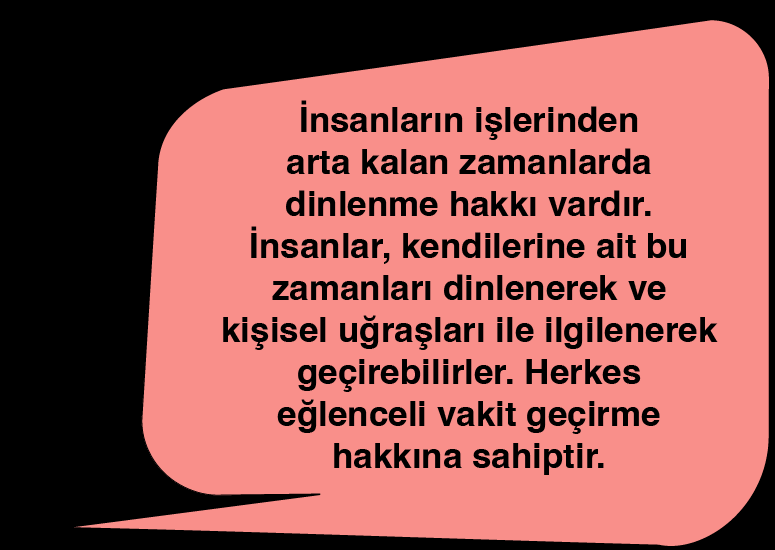 İnsanların işlerinden
arta kalan zamanlarda
dinlenme hakkı vardır.
İnsanlar, kendilerine ait bu
zamanları dinlenerek ve
kişisel uğraşları ile ilgilenerek
geçirebilirler. Herkes
eğlenceli vakit geçirme
hakkına sahiptir.